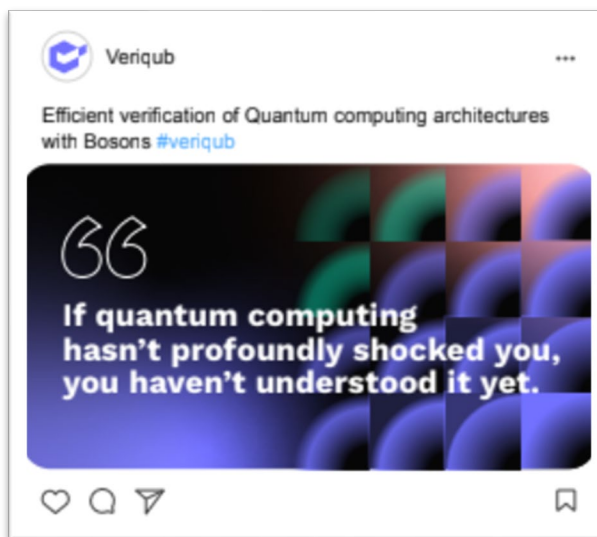 Veriqub
Efficient verification of Quantum computing architectures
with Bosons #veriqub
If quantum computing
hasn't profoundly shocked you,
you haven't understood it yet.